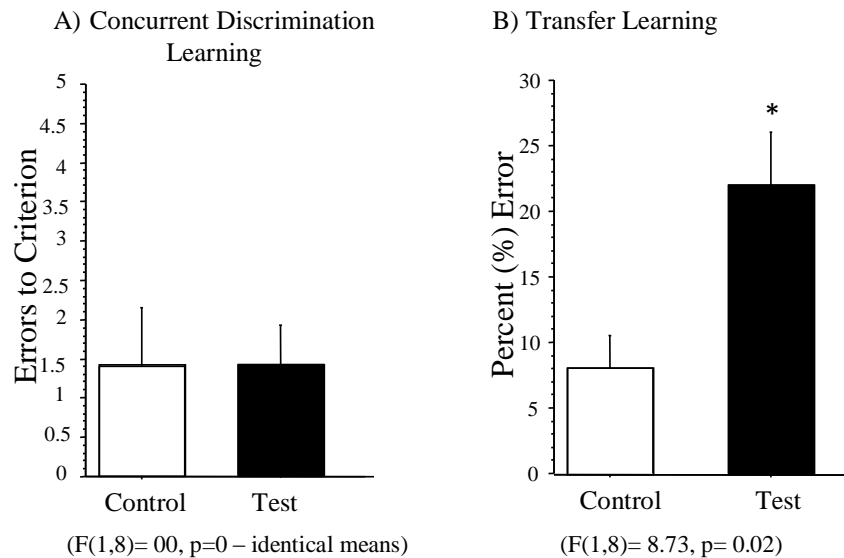 A) Concurrent Discrimination
Learning
Errors to Criterion
5
4.5
4
3.5
3
2.5
2
1.5
1
0.5
0
Control Test
(F(1,8)= 00, p=0 – identical means)
B) Transfer Learning
Percent (%) Error
30
25
20
15
10
5
0
*
Control Test
(F(1,8)= 8.73, p= 0.02)